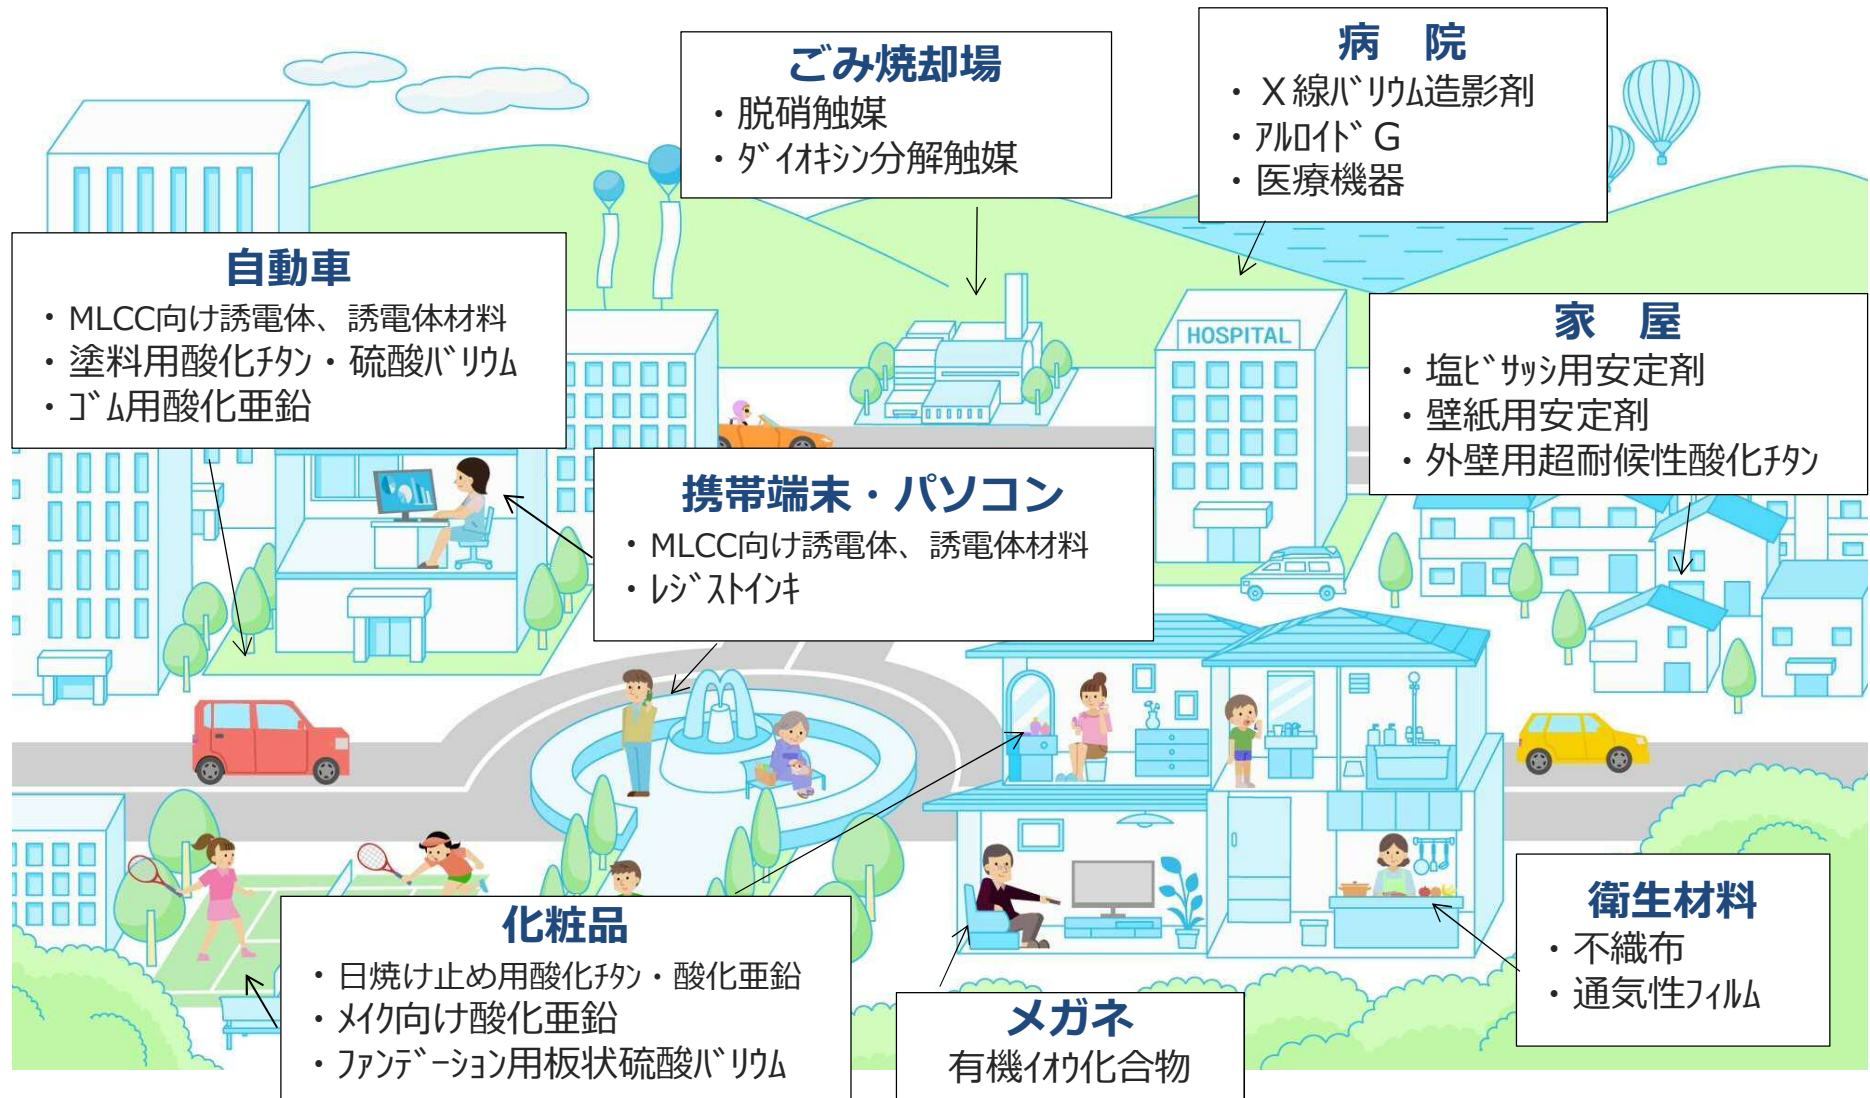 ごみ焼却場
・脱硝触媒
・ダイオキシン分解触媒
病　院
・X線バリウム造影剤
・アルロイドG
・医療機器
自動車
・MLCC向け誘電体、誘電体材料
・塗料用酸化チタン・硫酸バリウム
・ゴム用酸化亜鉛
HOSPITAL
家　屋
・塩ビサッシ用安定剤
・壁紙用安定剤
・外壁用超耐候性酸化チタン
携帯端末・パソコン
・MLCC向け誘電体、誘電体材料
・レジストインキ
化粧品
・日焼け止め用酸化チタン・酸化亜鉛
・メイク向け酸化亜鉛
・ファンデーション用板状硫酸バリウム
メガネ
有機イオウ化合物
衛生材料
・不織布
・通気性フィルム